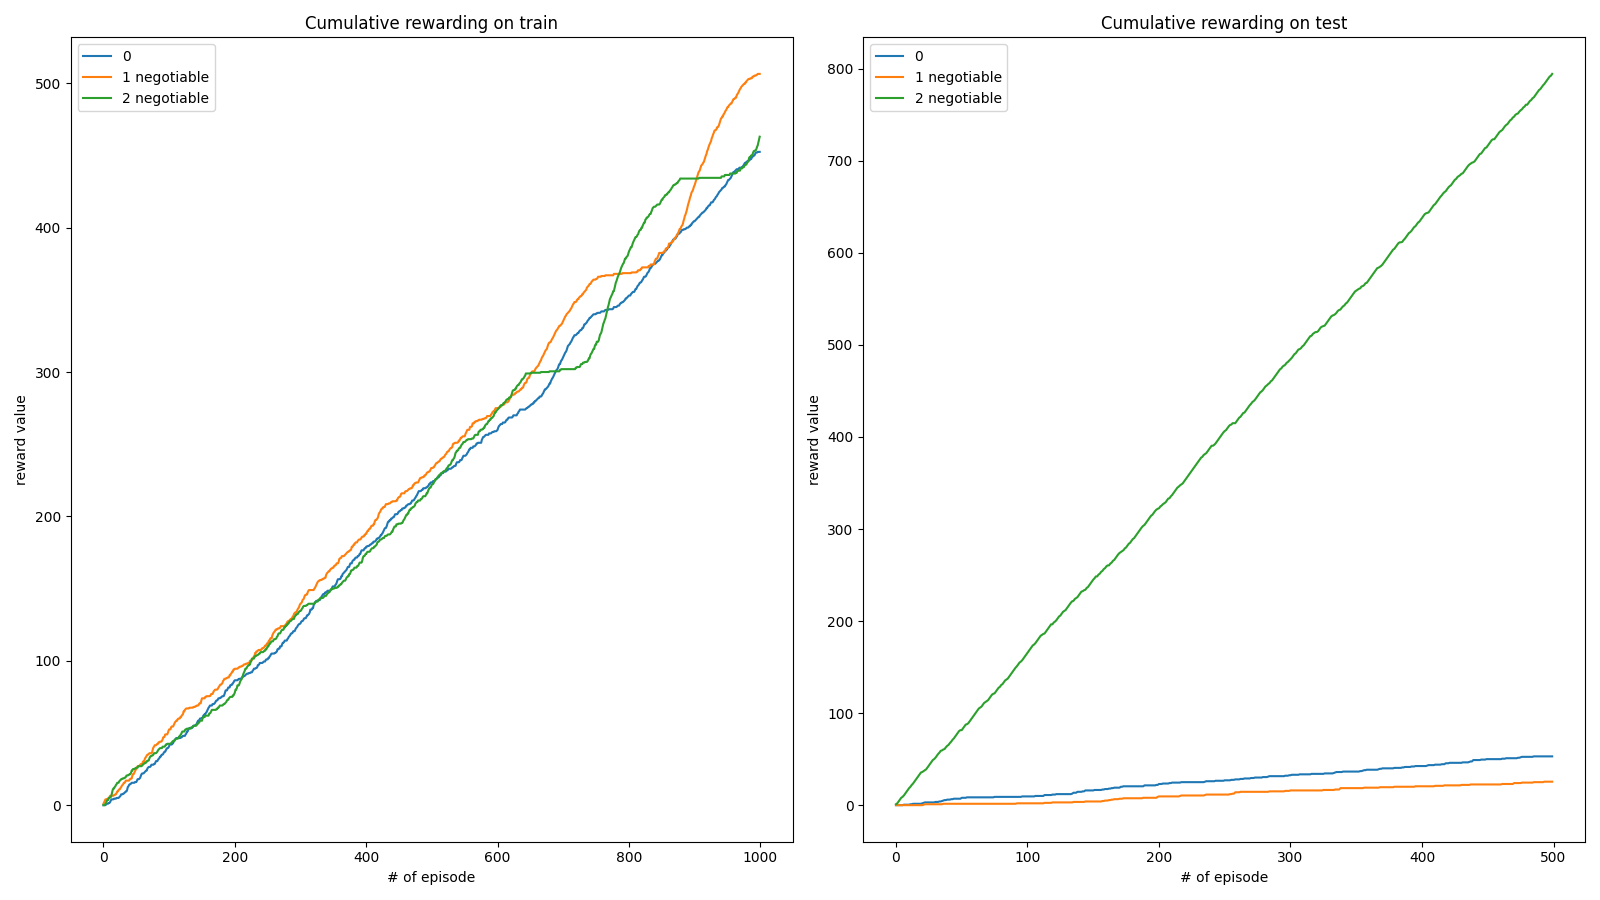 Cumulative rewarding on train
0
1 negotiable
2 negotiable
500
400
300
200
100
0
reward value
0 200 400 600 800 1000
# of episode
Cumulative rewarding on test
0
1 negotiable
2 negotiable
800
700
600
500
400
300
200
100
0
reward value
0 100 200 300 400 500
# of episode